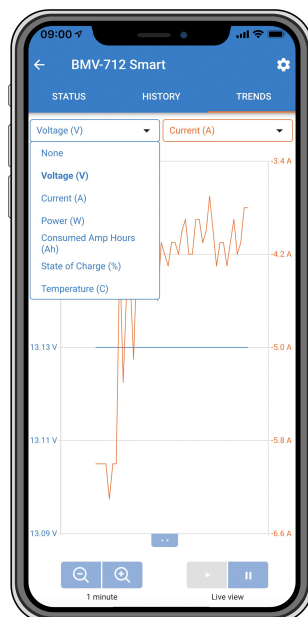 09:00
BMV-712 Smart
STATUS HISTORY TRENDS
Voltage (V) Current (A)
None
Voltage (V)
Current (A)
Power (W)
Consumed Amp Hours
(Ah)
State of Charge (%)
Temperature (C)
-3.4 A
-4.2 A
13.13 V -5.0 A
13.11 V -5.8 A
13.09 V -6.6 A
1 minute Live view